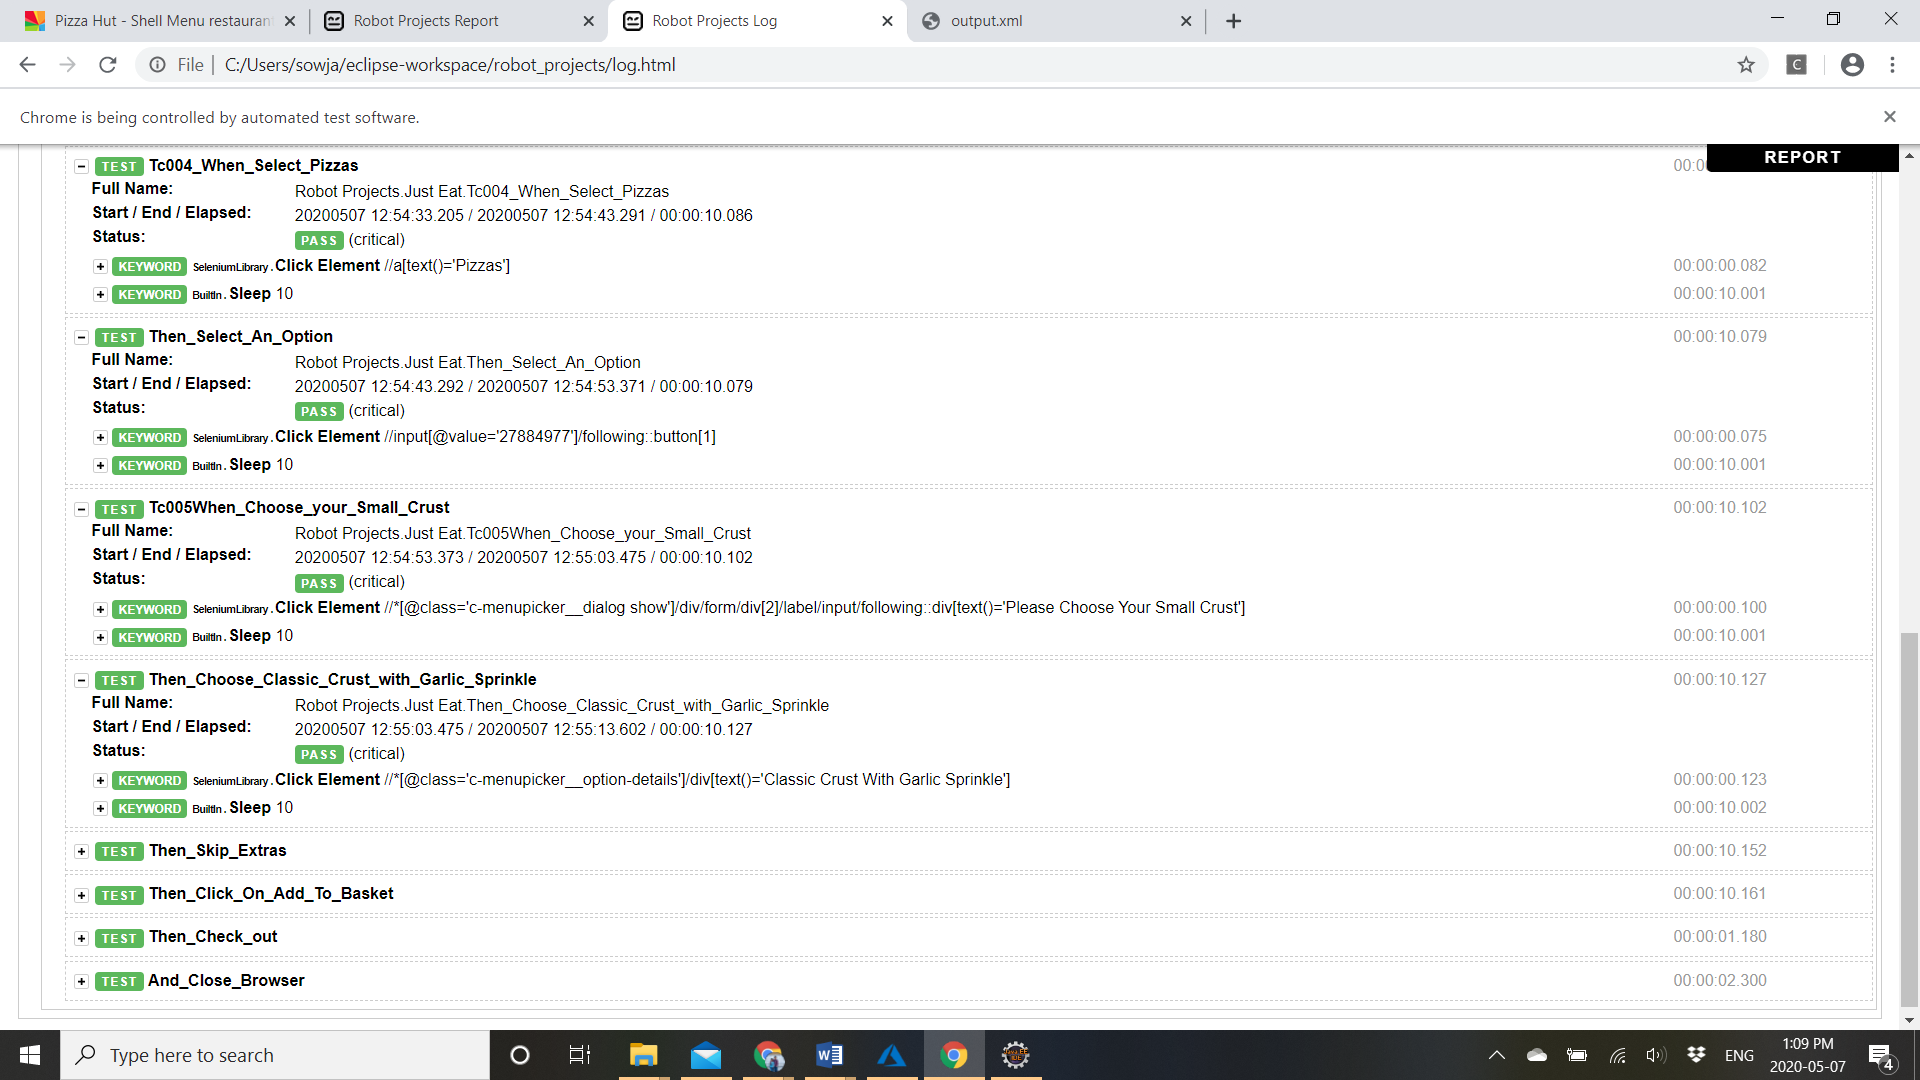 Pizza Hut - Shell Menu restauran
Robot Projects Report
Robot Projects Log
output.xml
File
C:/Users/sowja/eclipse-workspace/robot_projects/log.html
C
Chrome is being controlled by automated test software.
REPORT
TEST Tc004_When_Select_Pizzas 00:00
Full Name: Robot Projects.Just Eat.Tc004_When_Select_Pizzas
Start / End / Elapsed: 20200507 12:54:33.205 / 20200507 12:54:43.291 / 00:00:10.086
Status: PASS (critical)
KEYWORD SeleniumLibrary.Click Element //a[text()='Pizzas'] 00:00:00.082
KEYWORD BuiltIn.Sleep 10 00:00:10.001
TEST Then_Select_An_Option 00:00:10.079
Full Name: Robot Projects.Just Eat.Then_Select_An_Option
Start / End / Elapsed: 20200507 12:54:43.292 / 20200507 12:54:53.371 / 00:00:10.079
Status: PASS (critical)
KEYWORD SeleniumLibrary.Click Element //input[@value='27884977']/following::button[1] 00:00:00.075
KEYWORD BuiltIn.Sleep 10 00:00:10.001
TEST Tc005When_Choose_your_Small_Crust 00:00:10.102
Full Name: Robot Projects.Just Eat.Tc005When_Choose_your_Small_Crust
Start / End / Elapsed: 20200507 12:54:53.373 / 20200507 12:55:03.475 / 00:00:10.102
Status: PASS (critical)
KEYWORD SeleniumLibrary.Click Element //*[@class='c-menupicker__dialog show']/div/form/div[2]/label/input/following::div[text()='Please Choose Your Small Crust'] 00:00:00.100
KEYWORD BuiltIn.Sleep 10 00:00:10.001
TEST Then_Choose_Classic_Crust_with_Garlic_Sprinkle 00:00:10.127
Full Name: Robot Projects.Just Eat.Then_Choose_Classic_Crust_with_Garlic_Sprinkle
Start / End / Elapsed: 20200507 12:55:03.475 / 20200507 12:55:13.602 / 00:00:10.127
Status: PASS (critical)
KEYWORD SeleniumLibrary.Click Element //*[@class='c-menupicker__option-details']/div[text()='Classic Crust With Garlic Sprinkle'] 00:00:00.123
KEYWORD BuiltIn.Sleep 10 00:00:10.002
TEST Then_Skip_Extras 00:00:10.152
TEST Then_Click_On_Add_To_Basket 00:00:10.161
TEST Then_Check_out 00:00:01.180
TEST And_Close_Browser 00:00:02.300
Type here to search
ENG
1:09 PM
2020-05-07
4